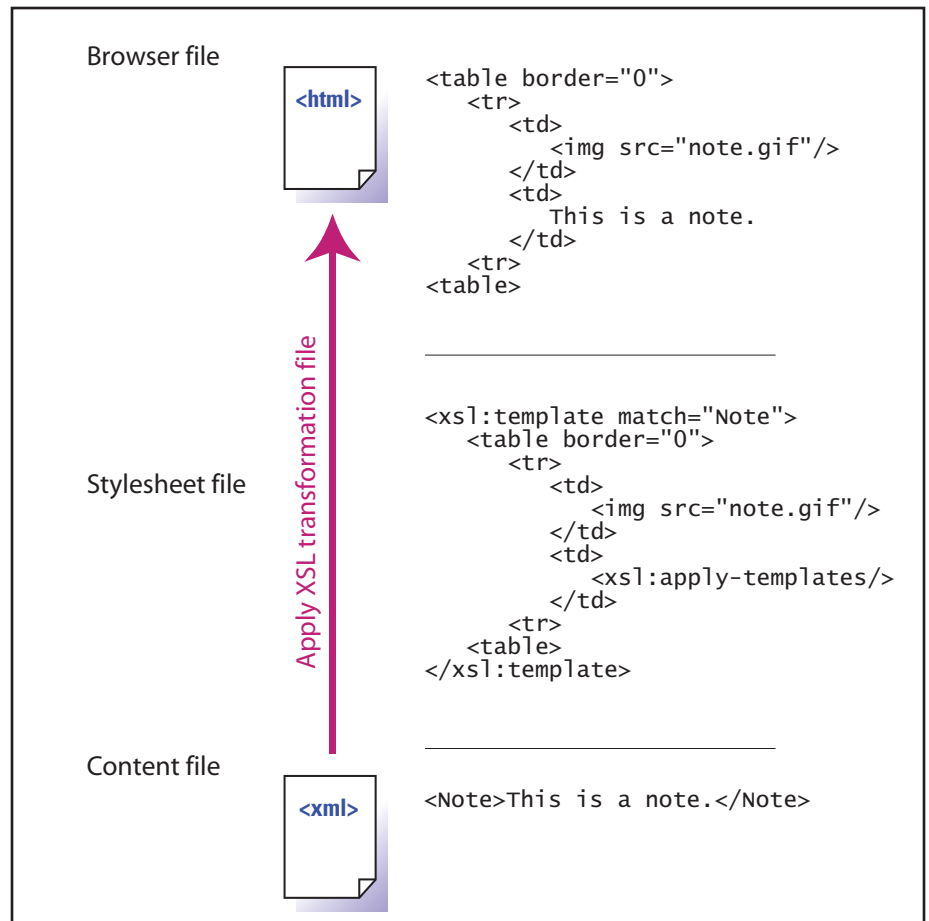 Browser file
<html>
<table border="0">
<tr>
<td>
<img src="note.gif"/>
</td>
<td>
This is a note.
</td>
<tr>
<table>
Apply XSL transformation file
Stylesheet file
<xsl:template match="Note">
<table border="0">
<tr>
<td>
<img src="note.gif"/>
</td>
<td>
<xsl:apply-templates/>
</td>
<tr>
<table>
</xsl:template>
Content file
<xml>
<Note>This is a note.</Note>